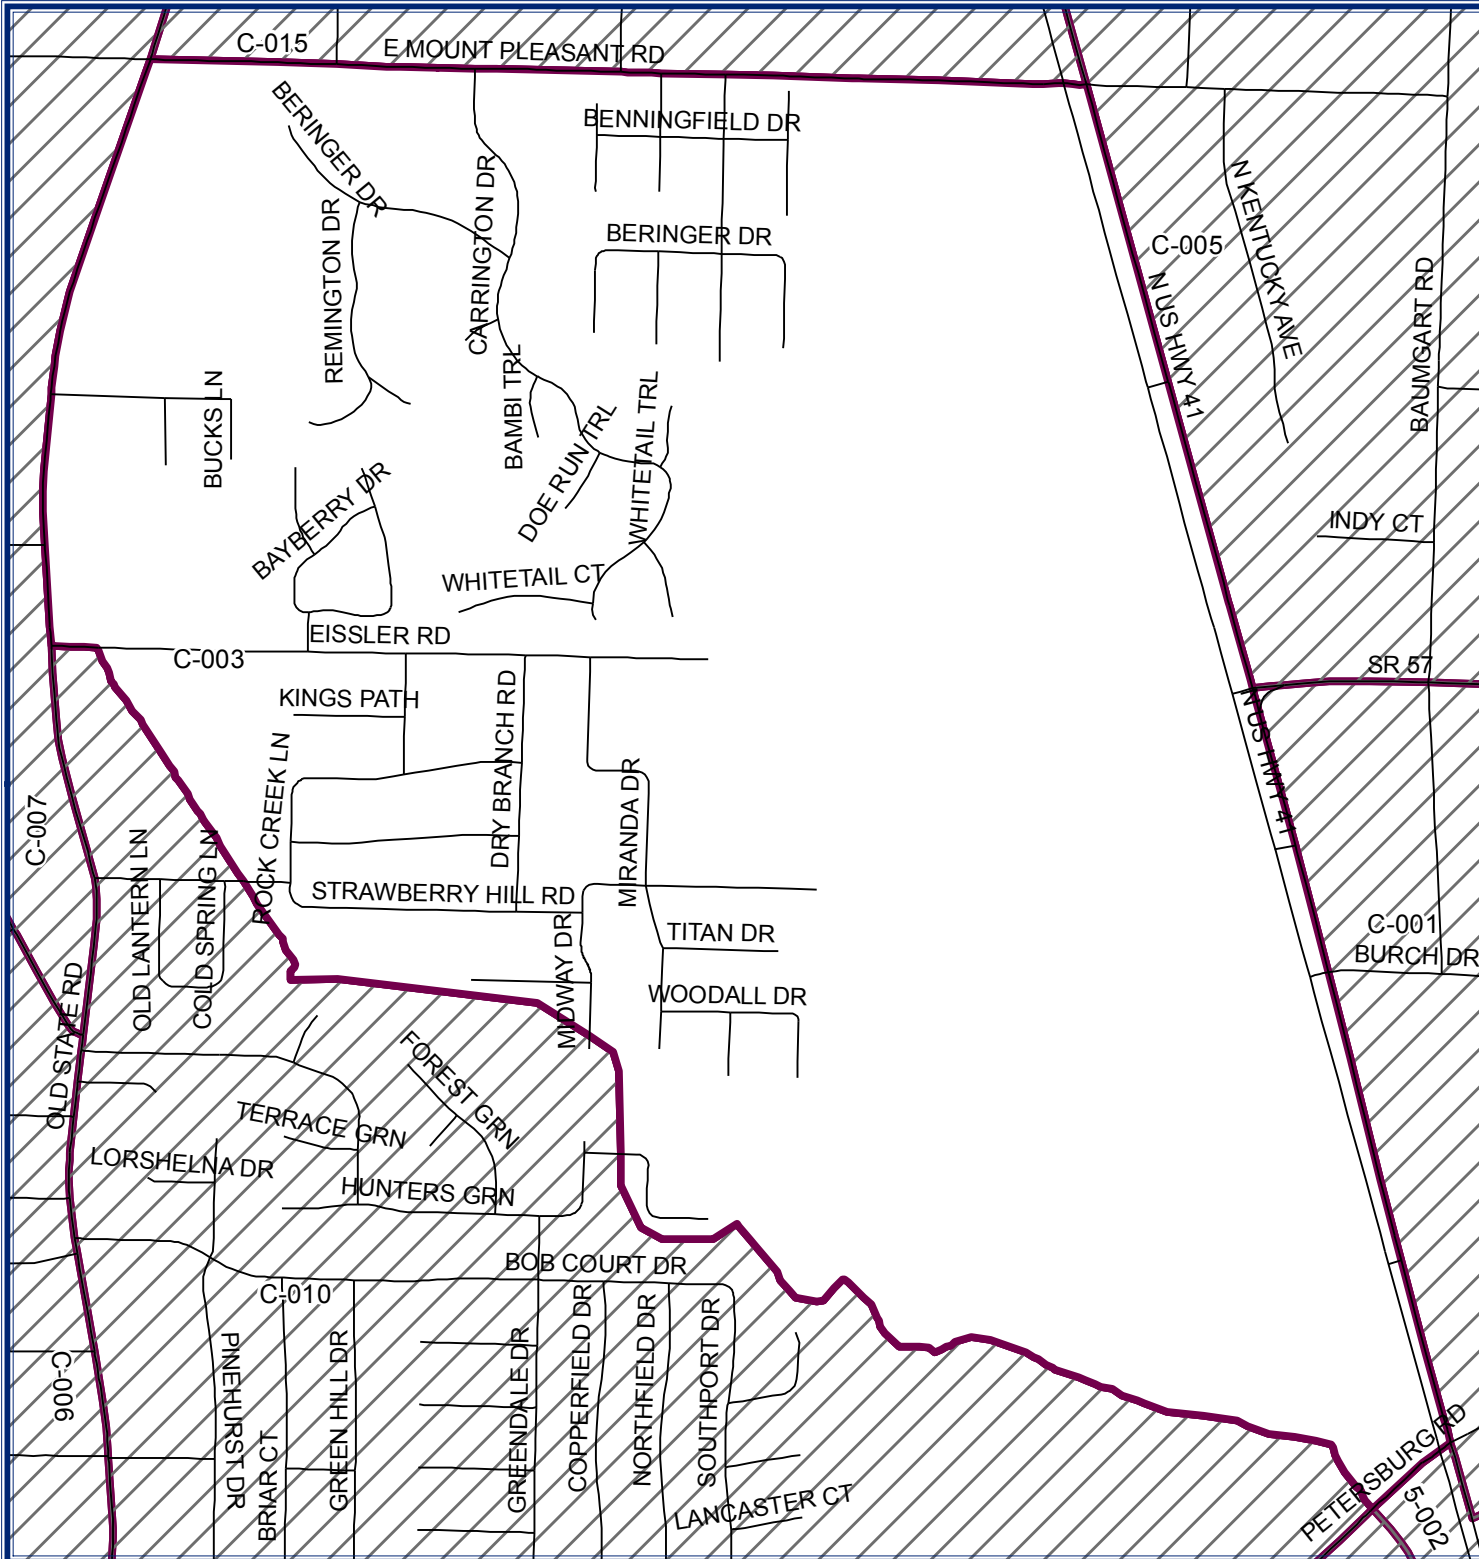 C-015
E MOUNT PLEASANT RD
BERINGER DR
BENNINGFIELD DR
CARRINGTON DR
N KENTUCKY AVE
REMINGTON DR
BERINGER DR
C-005
N US HWY 41
BAUMGART RD
BUCKS LN
BAMBI TRL
DOE RUN TRL
WHITETAIL TRL
BAYBERRY DR
INDY CT
WHITETAIL CT
EISSLER RD
C-003
SR 57
KINGS PATH
DRY BRANCH RD
N US HWY 41
ROCK CREEK LN
MIRANDA DR
C-007
OLD LANTERN LN
COLD SPRING LN
STRAWBERRY HILL RD
MIDWAY DR
TITAN DR
C-001
BURCH DR
OLD STATE RD
WOODALL DR
FOREST GRN
TERRACE GRN
LORSHELNA DR
HUNTERS GRN
BOB COURT DR
C-010
C-006
PINEHURST DR
BRIAR CT
GREEN HILL DR
GREENDALE DR
COPPERFIELD DR
NORTHFIELD DR
SOUTHPORT DR
LANCASTER CT
PETERSBURG RD
5-002